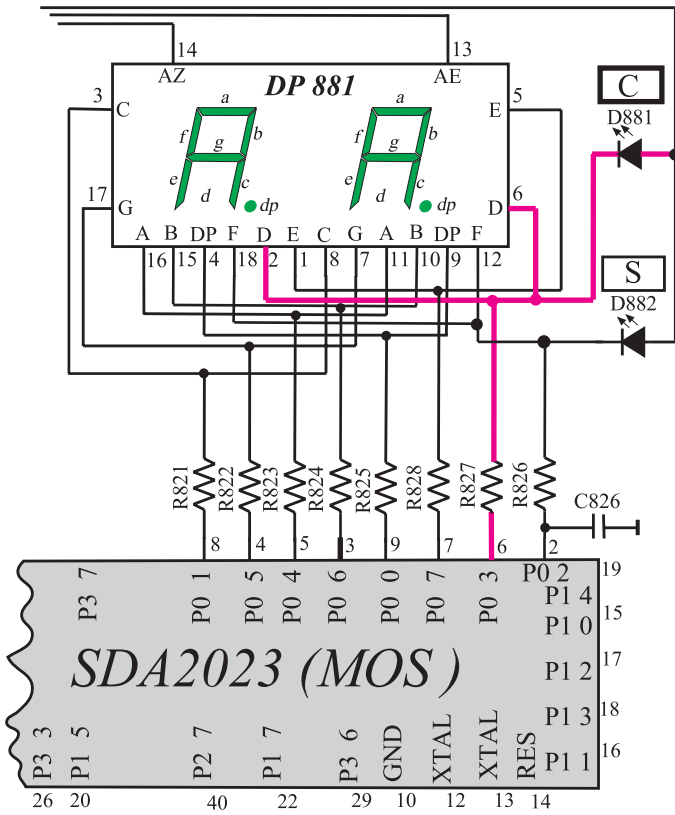 14 13
AZ DP 881 AE
C
D881
3 C E 5
a a
f b f b
g g
e d c e d c
dp dp
17 G D 6
A B DP F D E C G A B DP F
16 15 4 18 2 1 8 7 11 10 9 12
S
D882
R821 R822 R823 R824 R825 R828 R827 R826
C826
8 4 5 3 9 7 6 2
P3 7 P0 1 P0 5 P0 4 P0 6 P0 0 P0 7 P0 3 P0 2
19
P1 4
15
P1 0
SDA2023 (MOS )
P1 2 17
P1 3 18
P1 1 16
P3 3 P1 5 P2 7 P1 7 P3 6 GND XTAL XTAL RES
26 20 40 22 29 10 12 13 14